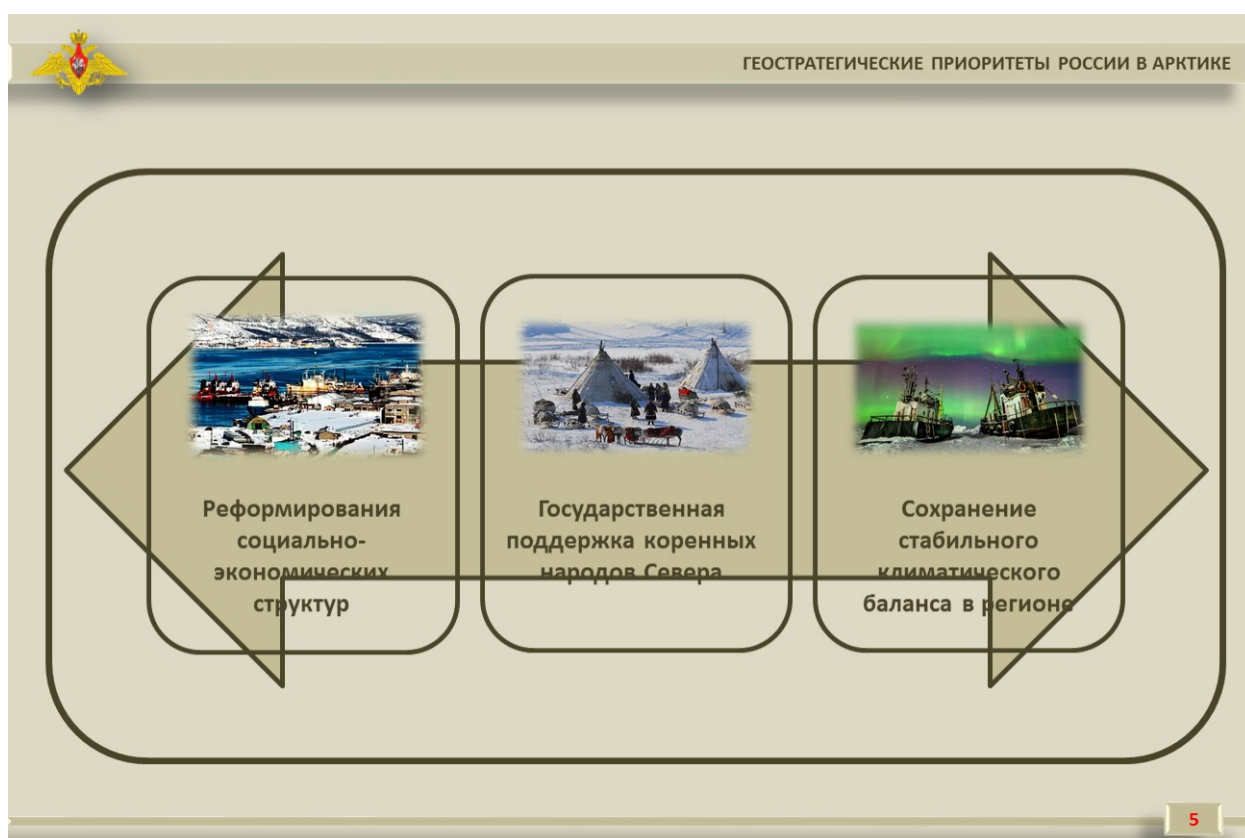 ГЕОСТРАТЕГИЧЕСКИЕ ПРИОРИТЕТЫ РОССИИ В АРКТИКЕ
Реформирования
социально-
экономических
структур
Государственная
поддержка коренных
народов Севера
Сохранение
стабильного
климатического
баланса в регионе
5